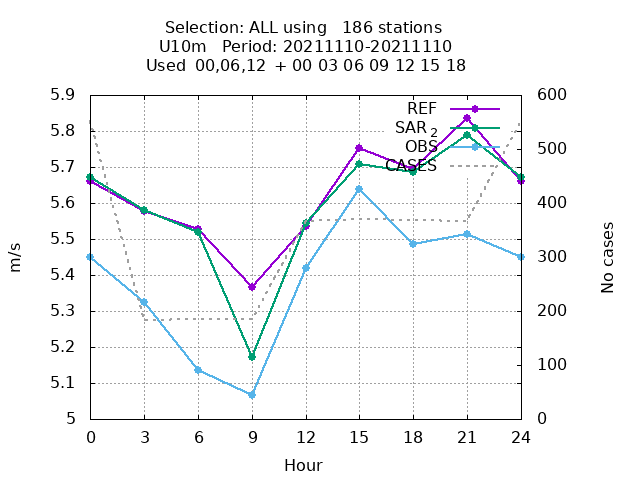 Selection: ALL using   186 stations
U10m   Period: 20211110-20211110
Used  00,06,12  + 00 03 06 09 12 15 18
5.9
5.8
5.7
5.6
5.5
5.4
5.3
5.2
5.1
5
600
500
400
300
200
100
0
REF
SAR 2
OBS
CASES
m/s
No cases
0 3 6 9 12 15 18 21 24
Hour